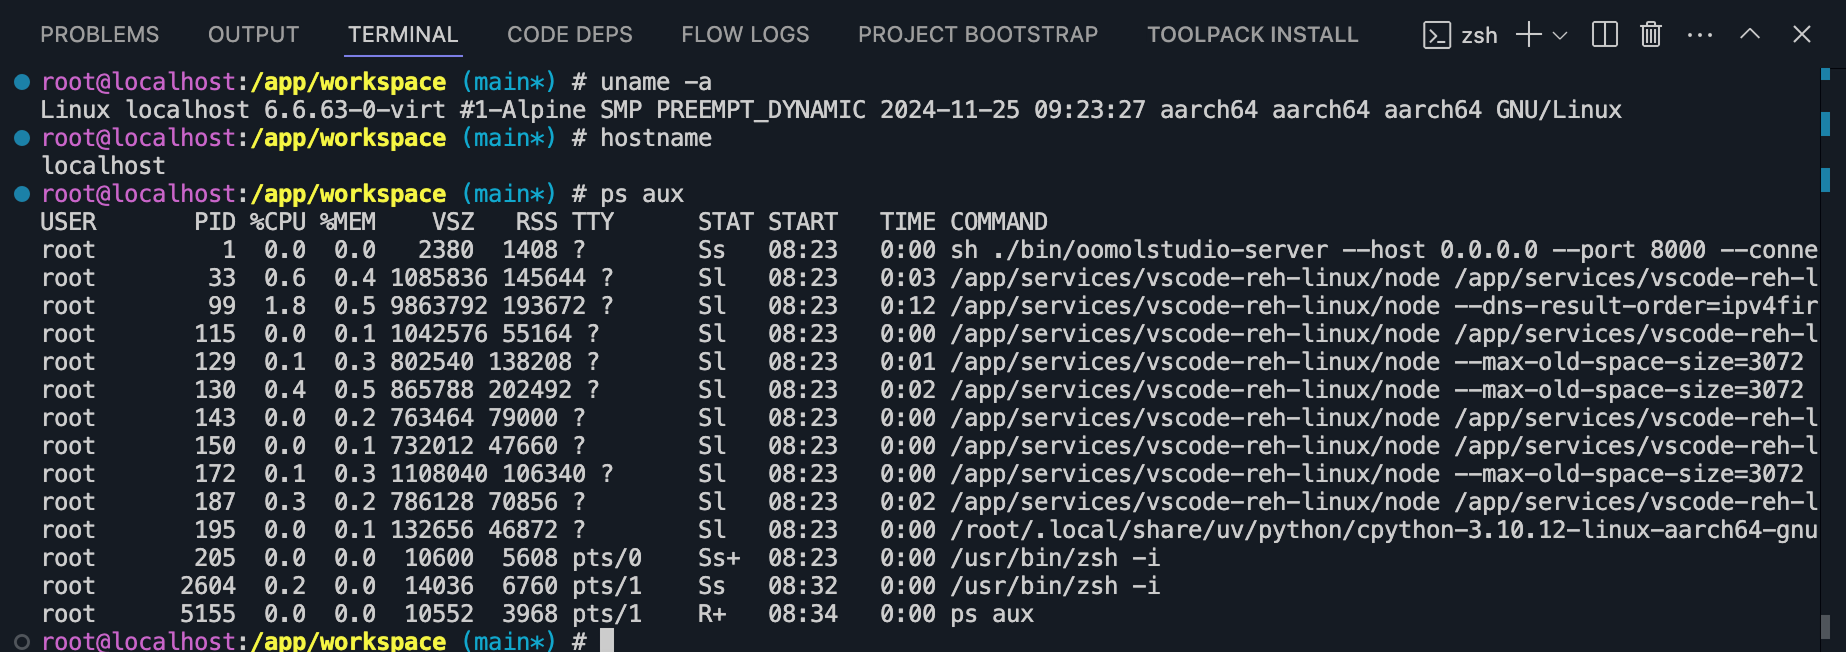 PROBLEMS OUTPUT TERMINAL CODE DEPS FLOW LOGS PROJECT BOOTSTRAP TOOLPACK INSTALL zsh
root@localhost:/app/workspace (main*) # uname -a
Linux localhost 6.6.63-0-virt #1-Alpine SMP PREEMPT_DYNAMIC 2024-11-25 09:23:27 aarch64 aarch64 aarch64 GNU/Linux
root@localhost:/app/workspace (main*) # hostname
localhost
root@localhost:/app/workspace (main*) # ps aux
USER       PID %CPU %MEM    VSZ   RSS TTY      STAT START   TIME COMMAND
root         1  0.0  0.0   2380  1408 ?        Ss   08:23   0:00 sh ./bin/oomolstudio-server --host 0.0.0.0 --port 8000 --conne
root        33  0.6  0.4 1085836 145644 ?      Sl   08:23   0:03 /app/services/vscode-reh-linux/node /app/services/vscode-reh-l
root        99  1.8  0.5 9863792 193672 ?      Sl   08:23   0:12 /app/services/vscode-reh-linux/node --dns-result-order=ipv4fir
root       115  0.0  0.1 1042576 55164 ?       Sl   08:23   0:00 /app/services/vscode-reh-linux/node /app/services/vscode-reh-l
root       129  0.1  0.3 802540 138208 ?       Sl   08:23   0:01 /app/services/vscode-reh-linux/node --max-old-space-size=3072
root       130  0.4  0.5 865788 202492 ?       Sl   08:23   0:02 /app/services/vscode-reh-linux/node --max-old-space-size=3072
root       143  0.0  0.2 763464 79000 ?        Sl   08:23   0:00 /app/services/vscode-reh-linux/node /app/services/vscode-reh-l
root       150  0.0  0.1 732012 47660 ?        Sl   08:23   0:00 /app/services/vscode-reh-linux/node /app/services/vscode-reh-l
root       172  0.1  0.3 1108040 106340 ?      Sl   08:23   0:00 /app/services/vscode-reh-linux/node --max-old-space-size=3072
root       187  0.3  0.2 786128 70856 ?        Sl   08:23   0:02 /app/services/vscode-reh-linux/node /app/services/vscode-reh-l
root       195  0.0  0.1 132656 46872 ?        Sl   08:23   0:00 /root/.local/share/uv/python/cpython-3.10.12-linux-aarch64-gnu
root       205  0.0  0.0  10600  5608 pts/0    Ss+  08:23   0:00 /usr/bin/zsh -i
root      2604  0.2  0.0  14036  6760 pts/1    Ss   08:32   0:00 /usr/bin/zsh -i
root      5155  0.0  0.0  10552  3968 pts/1    R+   08:34   0:00 ps aux
root@localhost:/app/workspace (main*) #